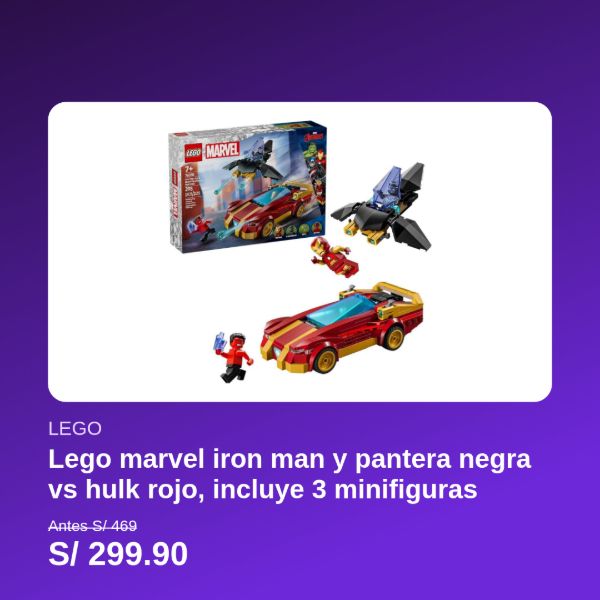 LEGO
MARVEL
7+
LEGO
Lego marvel iron man y pantera negra
vs hulk rojo, incluye 3 minifiguras
Antes S/ 469
S/ 299.90